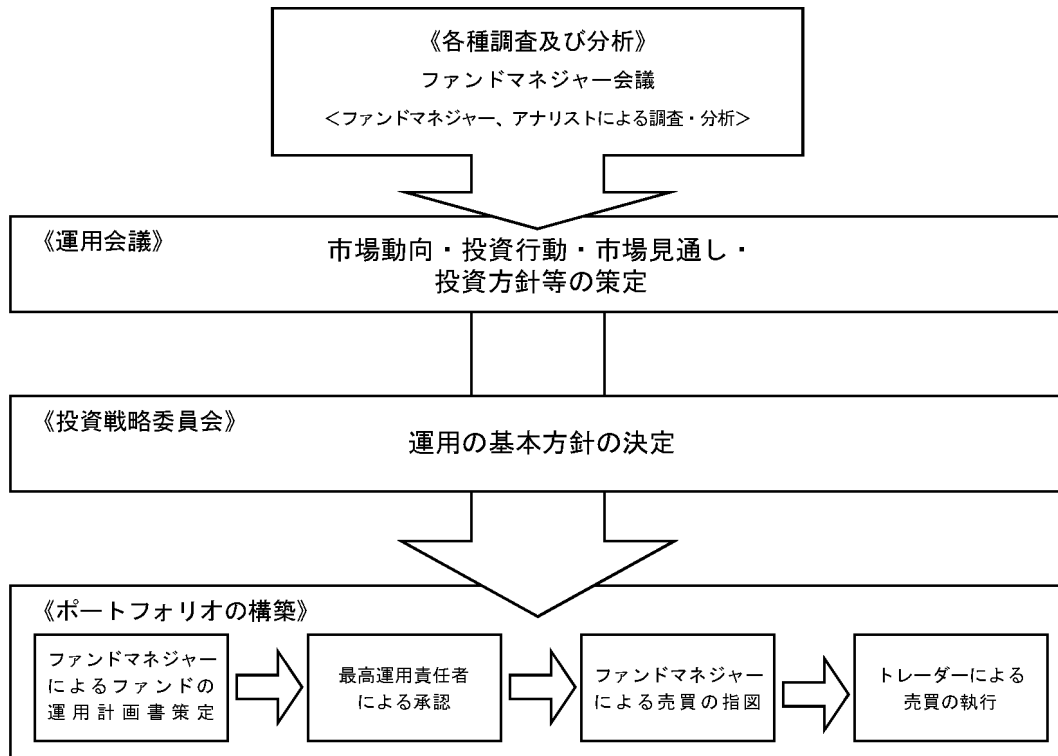 《各種調査及び分析》
ファンドマネジャー会議
＜ファンドマネジャー、アナリストによる調査・分析＞
《運用会議》
市場動向・投資行動・市場見通し・
投資方針等の策定
《投資戦略委員会》
運用の基本方針の決定
《ポートフォリオの構築》
ファンドマネジャー
によるファンドの
運用計画書策定
最高運用責任者
による承認
ファンドマネジャー
による売買の指図
トレーダーによる
売買の執行